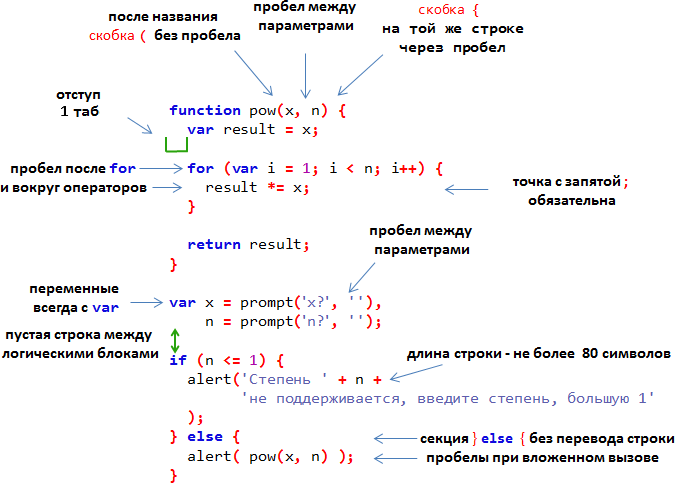 после названия
скобка ( без пробела
пробел между
параметрами
скобка {
на той же строке
через пробел
отступ
1 таб
function pow(x, n) {
var result = x;
пробел после for
и вокруг операторов
for (var i = 1; i < n; i++) {
result *= x;
}
точка с запятой ;
обязательна
return result;
}
пробел между
параметрами
переменные
всегда с var
var x = prompt('x?', ''),
n = prompt('n?', '');
пустая строка между
логическими блоками
if (n <= 1) {
длина строки - не более 80 символов
alert('Степень ' + n +
'не поддерживается, введите степень, большую 1'
);
} else {
секция } else { без перевода строки
alert( pow(x, n) );
пробелы при вложенном вызове
}